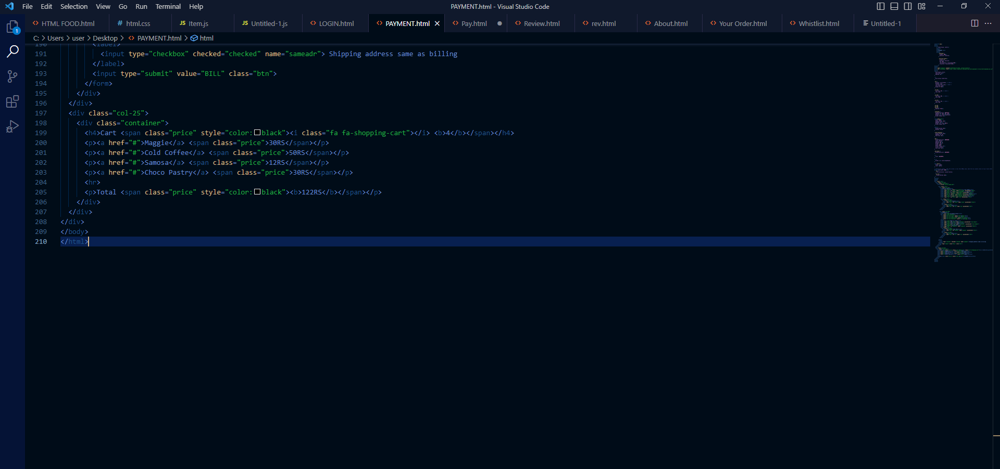 File Edit Selection View Go Run Terminal Help PAYMENT.html - Visual Studio Code
1
HTML FOOD.html # html.css JS Item.js JS Untitled-1.js LOGIN.html PAYMENT.html Pay.html Review.html rev.html About.html Your Order.html Whistlist.html Untitled-1
C: > Users > user > Desktop > PAYMENT.html > html
190 <label>
191 <input type="checkbox" checked="checked" name="sameadr"> Shipping address same as billing
192 </label>
193 <input type="submit" value="BILL" class="btn">
194 </form>
195 </div>
196 </div>
197 <div class="col-25">
198 <div class="container">
199 <h4>Cart <span class="price" style="color:black"><i class="fa fa-shopping-cart"></i> <b>4</b></span></h4>
200 <p><a href="#">Maggie</a> <span class="price">30RS</span></p>
201 <p><a href="#">Cold Coffee</a> <span class="price">50RS</span></p>
202 <p><a href="#">Samosa</a> <span class="price">12RS</span></p>
203 <p><a href="#">Choco Pastry</a> <span class="price">30RS</span></p>
204 <hr>
205 <p>Total <span class="price" style="color:black"><b>122RS</b></span></p>
206 </div>
207 </div>
208 </div>
209 </body>
210 </html>